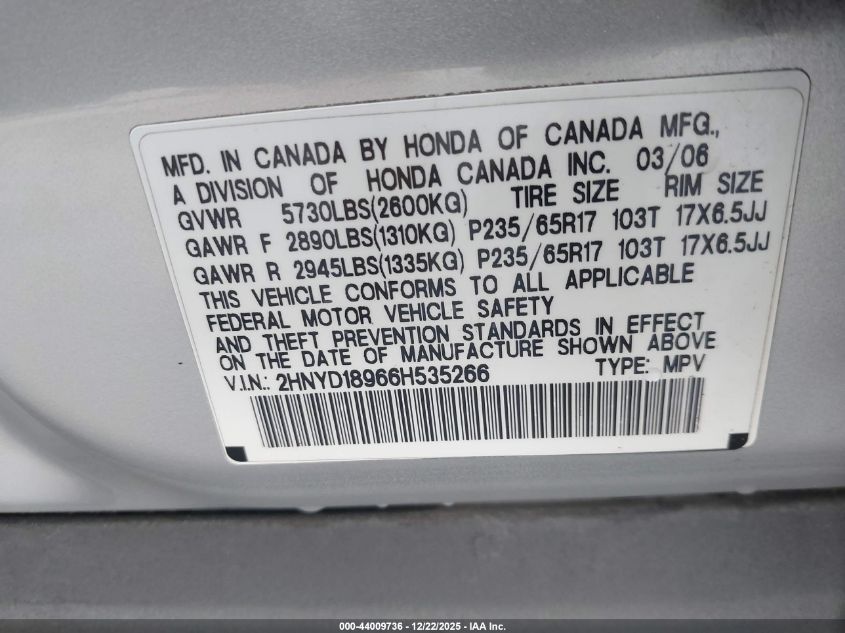 MFD. IN CANADA BY HONDA OF CANADA MFG.,
A DIVISION OF HONDA CANADA INC. 03/06
GVWR 5730LBS(2600KG) TIRE SIZE RIM SIZE
GAWR F 2890LBS(1310KG) P235/65R17 103T 17X6.5JJ
GAWR R 2945LBS(1335KG) P235/65R17 103T 17X6.5JJ
THIS VEHICLE CONFORMS TO ALL APPLICABLE
FEDERAL MOTOR VEHICLE SAFETY
AND THEFT PREVENTION STANDARDS IN EFFECT
ON THE DATE OF MANUFACTURE SHOWN ABOVE
V.I.N.: 2HNYD18966H535266 TYPE: MPV
000-44009736 - 12/22/2025 - IAA Inc.